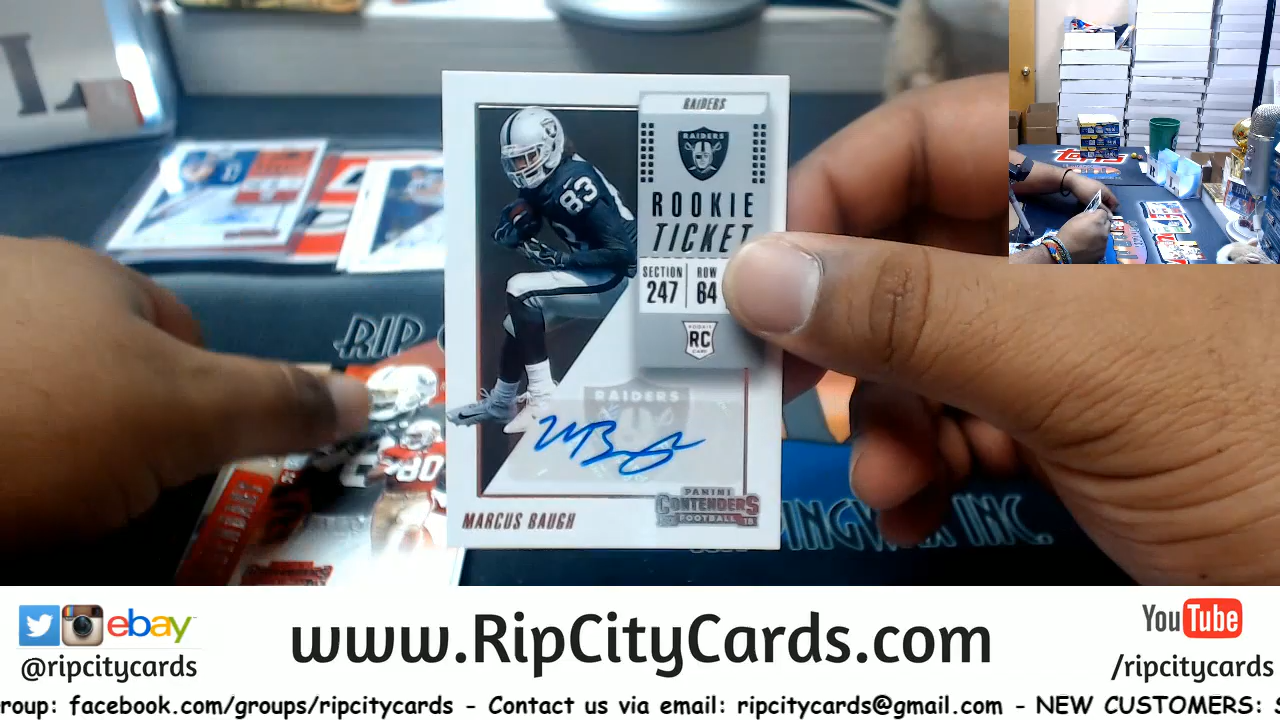 RAIDERS
RAIDERS
83
ROOKIE
TICKET
SECTION ROW
247 64
ROOKIE
RC
CARD
RAIDERS
PANINI
CONTENDERS
FOOTBALL 18
MARCUS BAUGH
RIP
80
INC.
ebay
@ripcitycards
www.RipCityCards.com
YouTube
/ripcitycards
roup: facebook.com/groups/ripcitycards - Contact us via email: ripcitycards@gmail.com - NEW CUSTOMERS: S